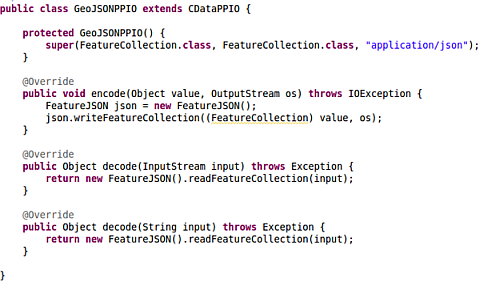 public class GeoJSONPPIO extends CDataPPIO {
protected GeoJSONPPIO() {
super(FeatureCollection.class, FeatureCollection.class, "application/json");
}
@Override
public void encode(Object value, OutputStream os) throws IOException {
FeatureJSON json = new FeatureJSON();
json.writeFeatureCollection((FeatureCollection) value, os);
}
@Override
public Object decode(InputStream input) throws Exception {
return new FeatureJSON().readFeatureCollection(input);
}
@Override
public Object decode(String input) throws Exception {
return new FeatureJSON().readFeatureCollection(input);
}
}